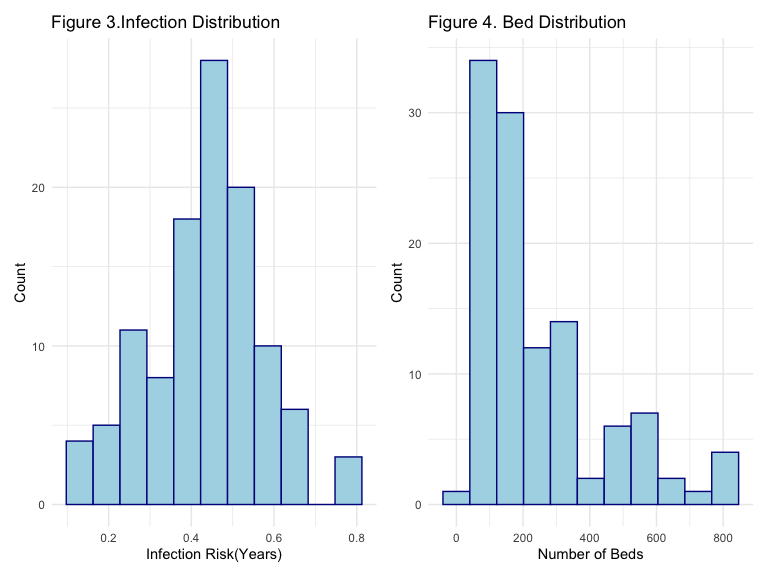 Figure 3.Infection Distribution
Count
20
10
0
0.2
0.4
0.6
0.8
Infection Risk(Years)
Figure 4. Bed Distribution
Count
30
20
10
0
0
200
400
600
800
Number of Beds